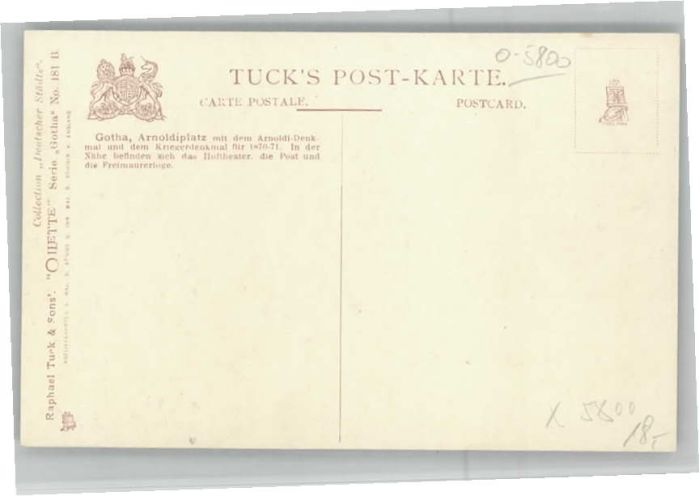 TUCK'S POST-KARTE.
CARTE POSTALE. POSTCARD.
Gotha, Arnoldiplatz mit dem Arnoldi-Denk-
mal und dem Kriegerdenkmal für 1870-71. In der
Nähe befinden sich das Hoftheater, die Post und
die Freimaurerloge.
Collection „Deutscher Städte“.
Raphael Tuck & Sons'. "OILETTE" Serie „Gotha“ No. 181 B.
0-5800
X 5800
18,-